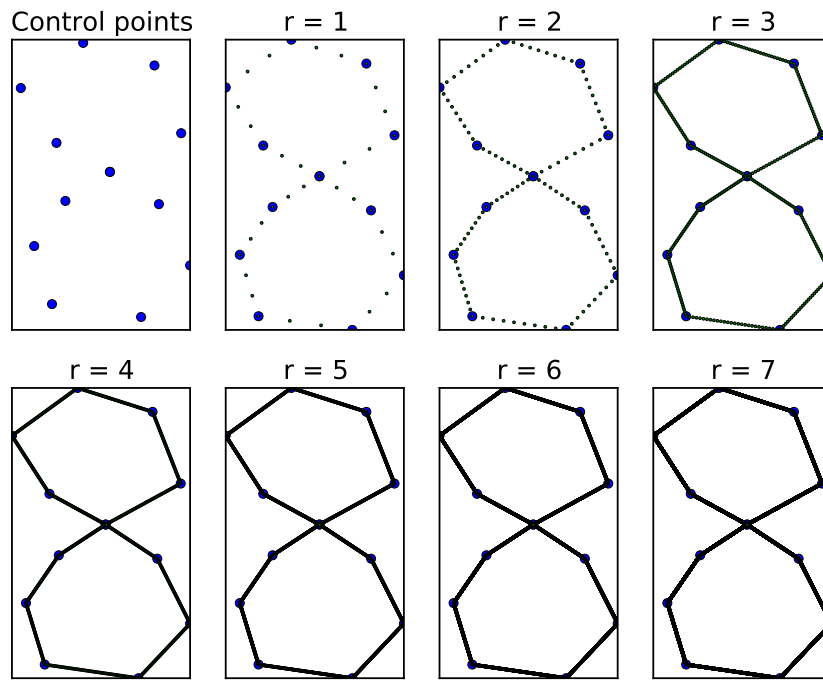 Control points
r = 1
r = 2
r = 3
r = 4
r = 5
r = 6
r = 7